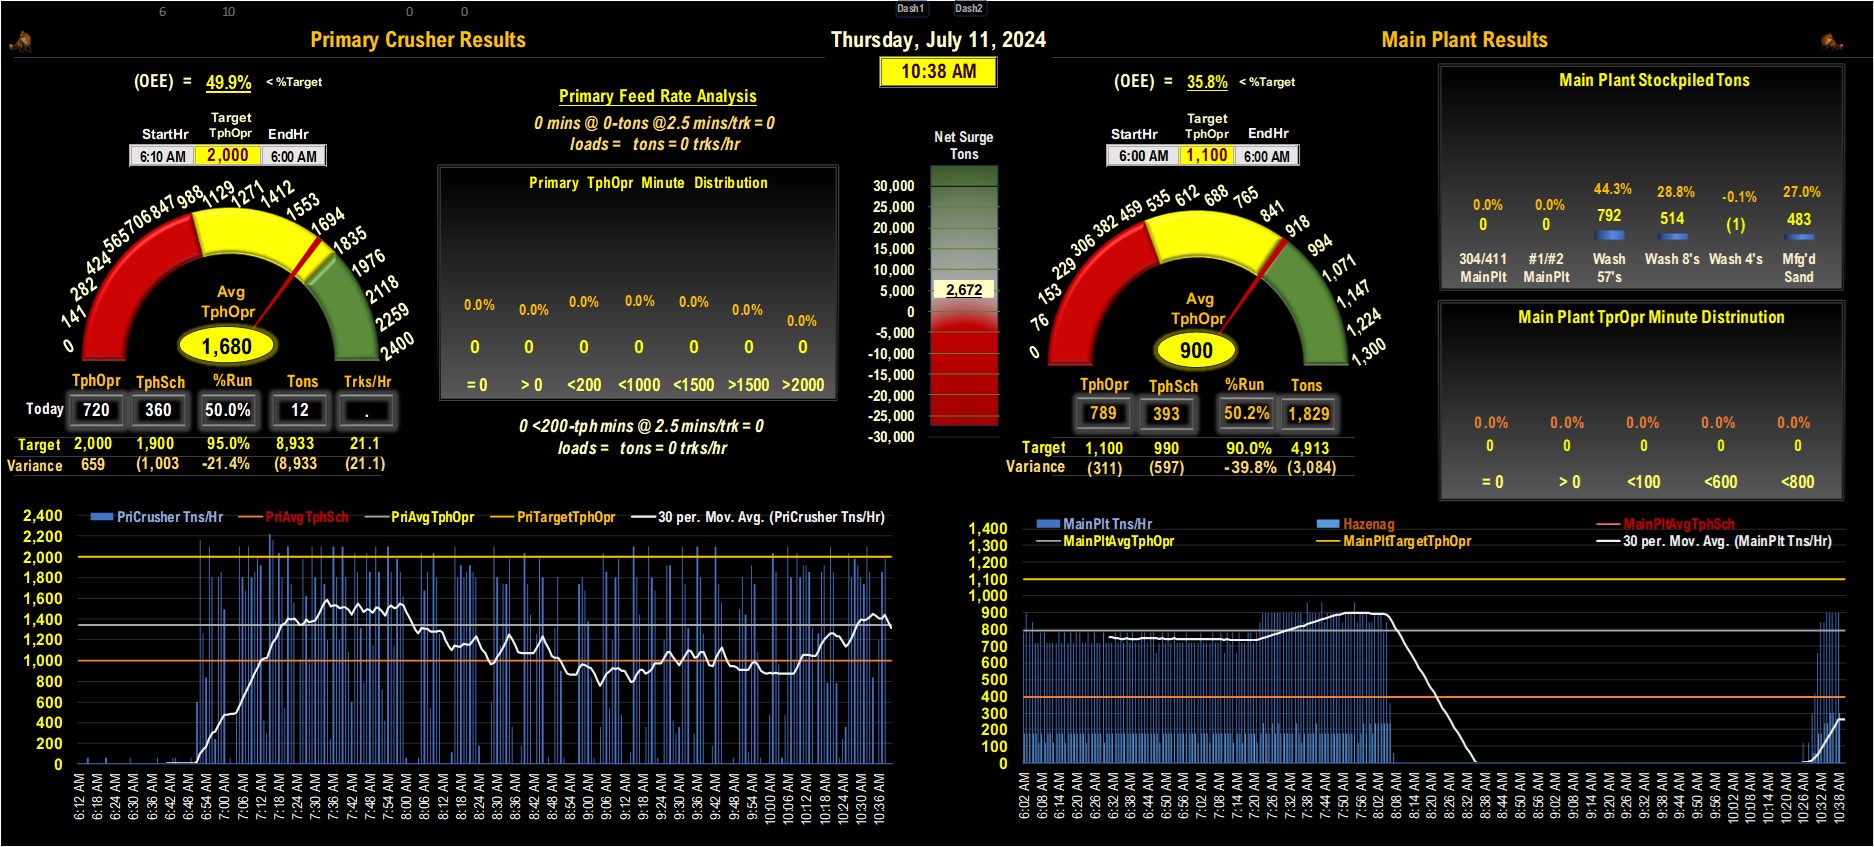 6 10 0 0 Dash1 Dash2
Primary Crusher Results
Thursday, July 11, 2024
Main Plant Results
10:38 AM
(OEE) = 49.9% < %Target
Target
StartHr TphOpr EndHr
6:10 AM 2,000 6:00 AM
0 141 282 424 565 706 847 988 1129 1271 1412 1553 1694 1835 1976 2118 2259 2400
Avg
TphOpr
1,680
TphOpr TphSch %Run Tons Trks/Hr
Today 720 360 50.0% 12 .
Target 2,000 1,900 95.0% 8,933 21.1
Variance 659 (1,003 -21.4% (8,933 (21.1)
Primary Feed Rate Analysis
0 mins @ 0-tons @2.5 mins/trk = 0
loads = tons = 0 trks/hr
Primary TphOpr Minute Distribution
0.0% 0.0% 0.0% 0.0% 0.0% 0.0% 0.0%
0 0 0 0 0 0 0
= 0 > 0 <200 <1000 <1500 >1500 >2000
0 <200-tph mins @ 2.5 mins/trk = 0
loads = tons = 0 trks/hr
Net Surge
Tons
30,000
25,000
20,000
15,000
10,000
5,000
2,672
0
-5,000
-10,000
-15,000
-20,000
-25,000
-30,000
(OEE) = 35.8% < %Target
Target
StartHr TphOpr EndHr
6:00 AM 1,100 6:00 AM
0 76 153 229 306 382 459 535 612 688 765 841 918 994 1,071 1,147 1,224 1,300
Avg
TphOpr
900
TphOpr TphSch %Run Tons
789 393 50.2% 1,829
Target 1,100 990 90.0% 4,913
Variance (311) (597) -39.8% (3,084)
Main Plant Stockpiled Tons
0.0% 0.0% 44.3% 28.8% -0.1% 27.0%
0 0 792 514 (1) 483
304/411 #1/#2 Wash Wash 8's Wash 4's Mfg'd
MainPlt MainPlt 57's Sand
Main Plant TprOpr Minute Distrinution
0.0% 0.0% 0.0% 0.0% 0.0%
0 0 0 0 0
= 0 > 0 <100 <600 <800
PriCrusher Tns/Hr PriAvgTphSch PriAvgTphOpr PriTargetTphOpr 30 per. Mov. Avg. (PriCrusher Tns/Hr)
2,400
2,200
2,000
1,800
1,600
1,400
1,200
1,000
800
600
400
200
0
6:12 AM 6:18 AM 6:24 AM 6:30 AM 6:36 AM 6:42 AM 6:48 AM 6:54 AM 7:00 AM 7:06 AM 7:12 AM 7:18 AM 7:24 AM 7:30 AM 7:36 AM 7:42 AM 7:48 AM 7:54 AM 8:00 AM 8:06 AM 8:12 AM 8:18 AM 8:24 AM 8:30 AM 8:36 AM 8:42 AM 8:48 AM 8:54 AM 9:00 AM 9:06 AM 9:12 AM 9:18 AM 9:24 AM 9:30 AM 9:36 AM 9:42 AM 9:48 AM 9:54 AM 10:00 AM 10:06 AM 10:12 AM 10:18 AM 10:24 AM 10:30 AM 10:36 AM
MainPlt Tns/Hr Hazenag MainPltAvgTphSch
MainPltAvgTphOpr MainPltTargetTphOpr 30 per. Mov. Avg. (MainPlt Tns/Hr)
1,400
1,300
1,200
1,100
1,000
900
800
700
600
500
400
300
200
100
0
6:02 AM 6:08 AM 6:14 AM 6:20 AM 6:26 AM 6:32 AM 6:38 AM 6:44 AM 6:50 AM 6:56 AM 7:02 AM 7:08 AM 7:14 AM 7:20 AM 7:26 AM 7:32 AM 7:38 AM 7:44 AM 7:50 AM 7:56 AM 8:02 AM 8:08 AM 8:14 AM 8:20 AM 8:26 AM 8:32 AM 8:38 AM 8:44 AM 8:50 AM 8:56 AM 9:02 AM 9:08 AM 9:14 AM 9:20 AM 9:26 AM 9:32 AM 9:38 AM 9:44 AM 9:50 AM 9:56 AM 10:02 AM 10:08 AM 10:14 AM 10:20 AM 10:26 AM 10:32 AM 10:38 AM